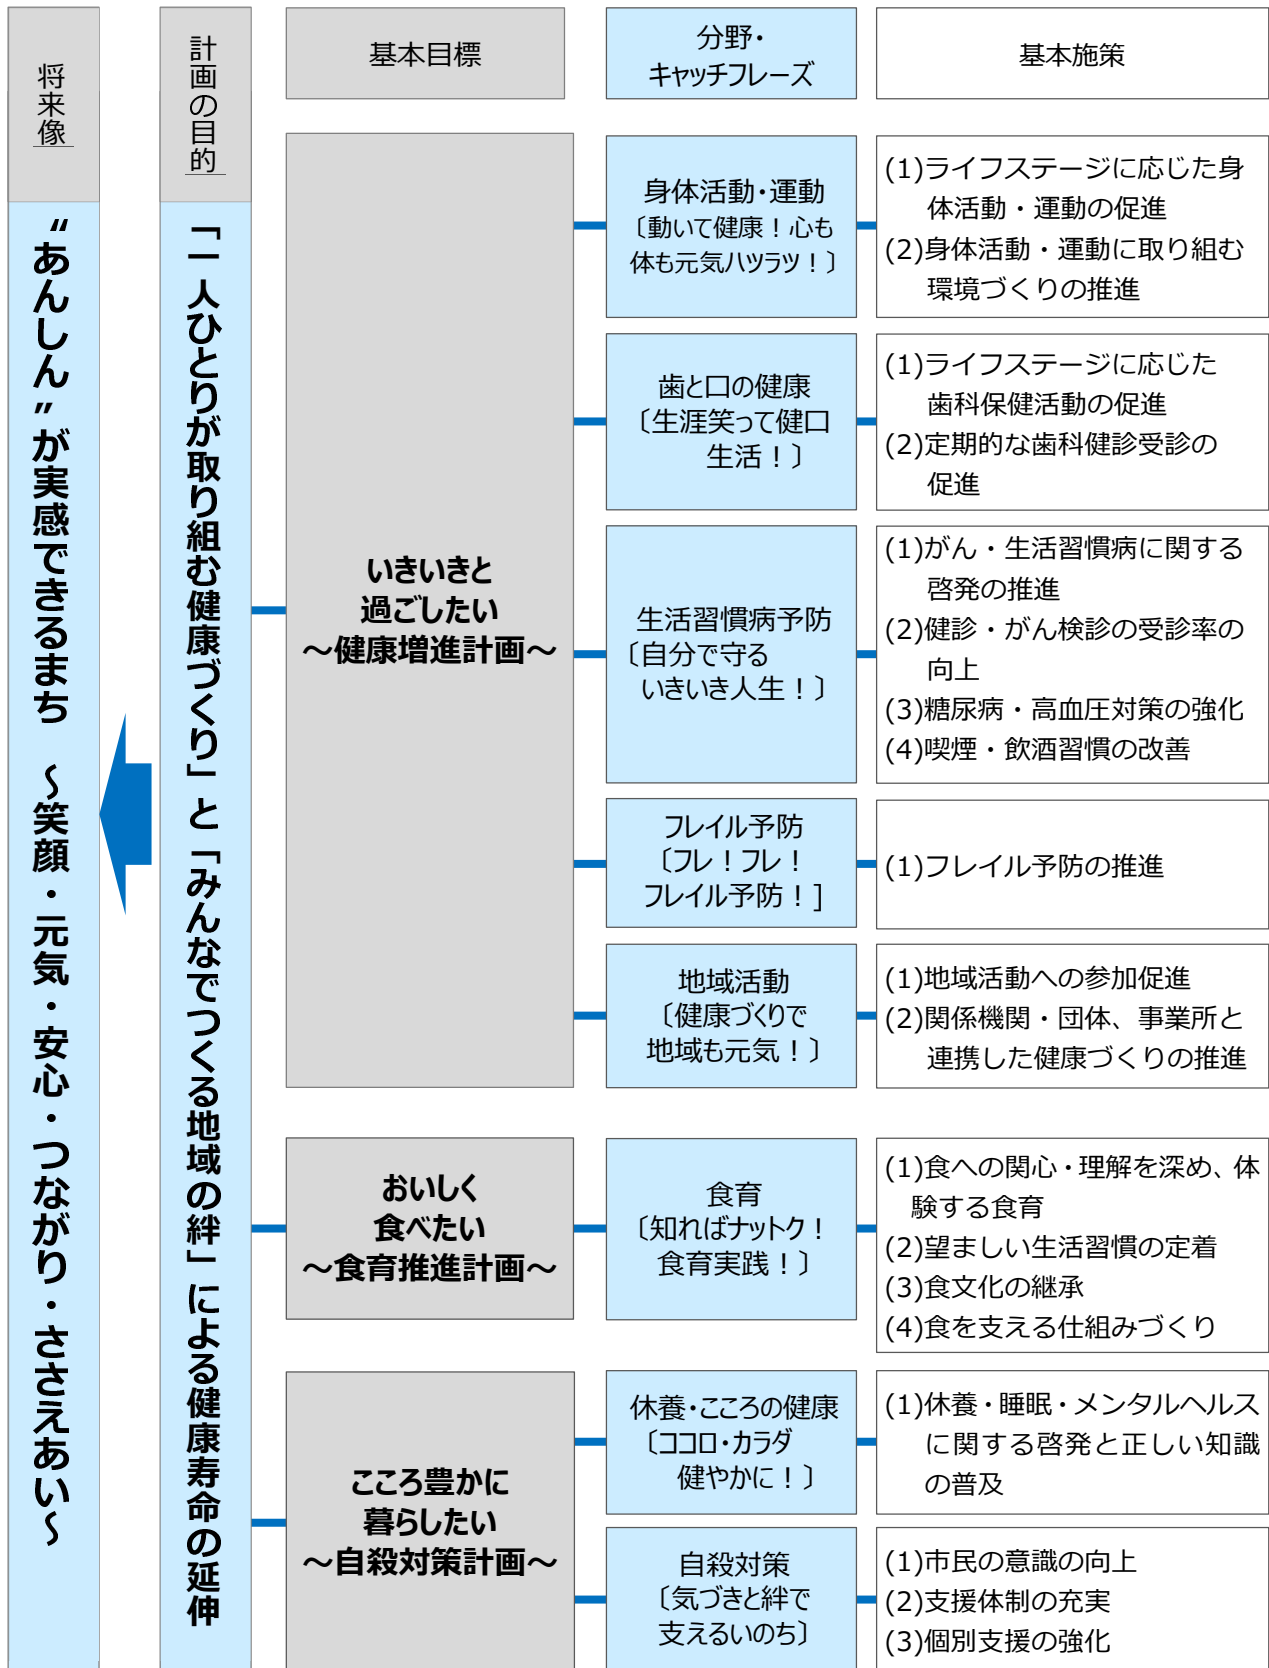 将来像
計画の目的
基本目標
分野・
キャッチフレーズ
基本施策
“あんしん”が実感できるまち　～笑顔・元気・安心・つながり・ささえあい～
「一人ひとりが取り組む健康づくり」と「みんなでつくる地域の絆」による健康寿命の延伸
いきいきと
過ごしたい
～健康増進計画～
身体活動・運動
〔動いて健康！心も
体も元気ハツラツ！〕
(1)ライフステージに応じた身
体活動・運動の促進
(2)身体活動・運動に取り組む
環境づくりの推進
歯と口の健康
〔生涯笑って健口
生活！〕
(1)ライフステージに応じた
歯科保健活動の促進
(2)定期的な歯科健診受診の
促進
生活習慣病予防
〔自分で守る
いきいき人生！〕
(1)がん・生活習慣病に関する
啓発の推進
(2)健診・がん検診の受診率の
向上
(3)糖尿病・高血圧対策の強化
(4)喫煙・飲酒習慣の改善
フレイル予防
〔フレ！フレ！
フレイル予防！]
(1)フレイル予防の推進
地域活動
〔健康づくりで
地域も元気！〕
(1)地域活動への参加促進
(2)関係機関・団体、事業所と
連携した健康づくりの推進
おいしく
食べたい
～食育推進計画～
食育
〔知ればナットク！
食育実践！〕
(1)食への関心・理解を深め、体
験する食育
(2)望ましい生活習慣の定着
(3)食文化の継承
(4)食を支える仕組みづくり
こころ豊かに
暮らしたい
～自殺対策計画～
休養・こころの健康
〔ココロ・カラダ
健やかに！〕
(1)休養・睡眠・メンタルヘルス
に関する啓発と正しい知識
の普及
自殺対策
〔気づきと絆で
支えるいのち〕
(1)市民の意識の向上
(2)支援体制の充実
(3)個別支援の強化